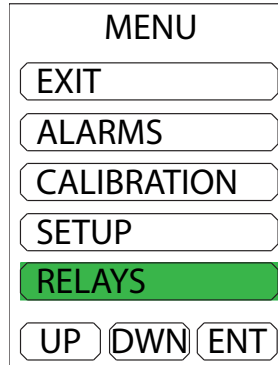 MENU
EXIT
ALARMS
CALIBRATION
SETUP
RELAYS
UP DWN ENT